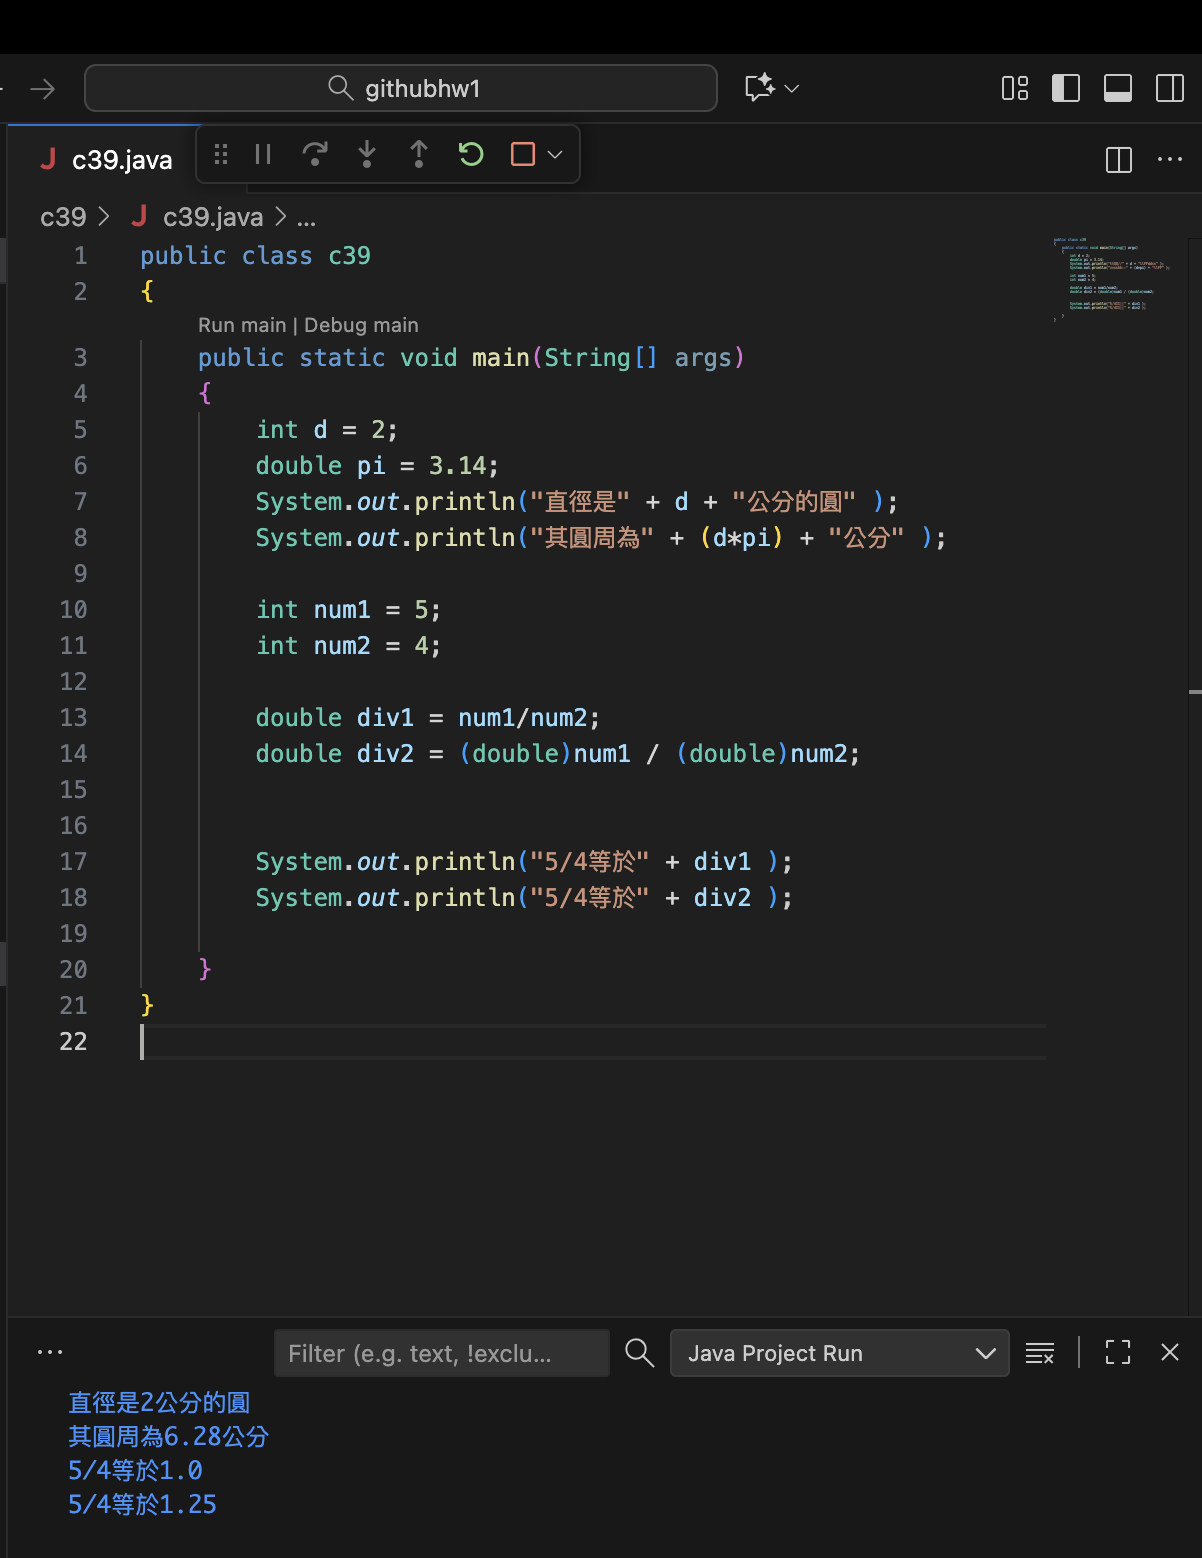 githubhw1
J c39.java
c39 > J c39.java > ...
1 public class c39
2 {
Run main | Debug main
3 public static void main(String[] args)
4 {
5 int d = 2;
6 double pi = 3.14;
7 System.out.println("直徑是" + d + "公分的圓" );
8 System.out.println("其圓周為" + (d*pi) + "公分" );
9
10 int num1 = 5;
11 int num2 = 4;
12
13 double div1 = num1/num2;
14 double div2 = (double)num1 / (double)num2;
15
16
17 System.out.println("5/4等於" + div1 );
18 System.out.println("5/4等於" + div2 );
19
20 }
21 }
22
Filter (e.g. text, !exclu... Java Project Run
直徑是2公分的圓
其圓周為6.28公分
5/4等於1.0
5/4等於1.25